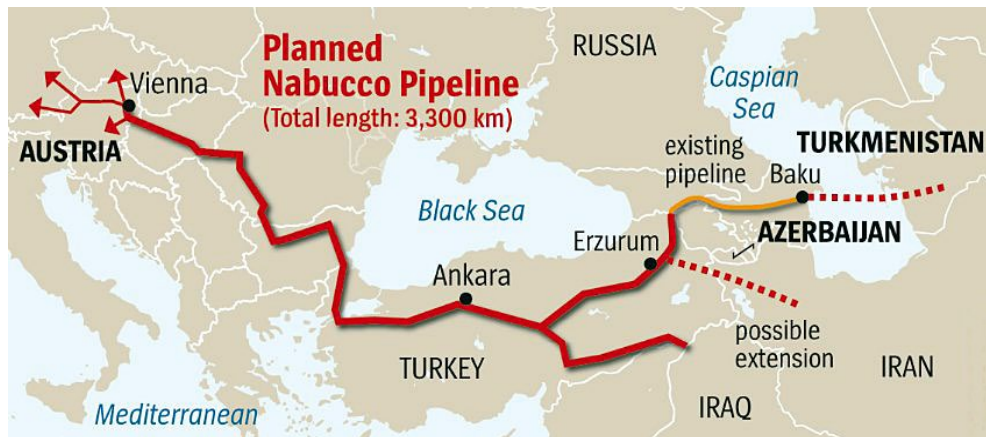 Planned
Nabucco Pipeline
(Total length: 3,300 km)
RUSSIA
Caspian
Sea
Vienna
AUSTRIA
existing
pipeline
TURKMENISTAN
Baku
Black Sea
AZERBAIJAN
Erzurum
Ankara
possible
extension
TURKEY
IRAN
IRAQ
Mediterranean